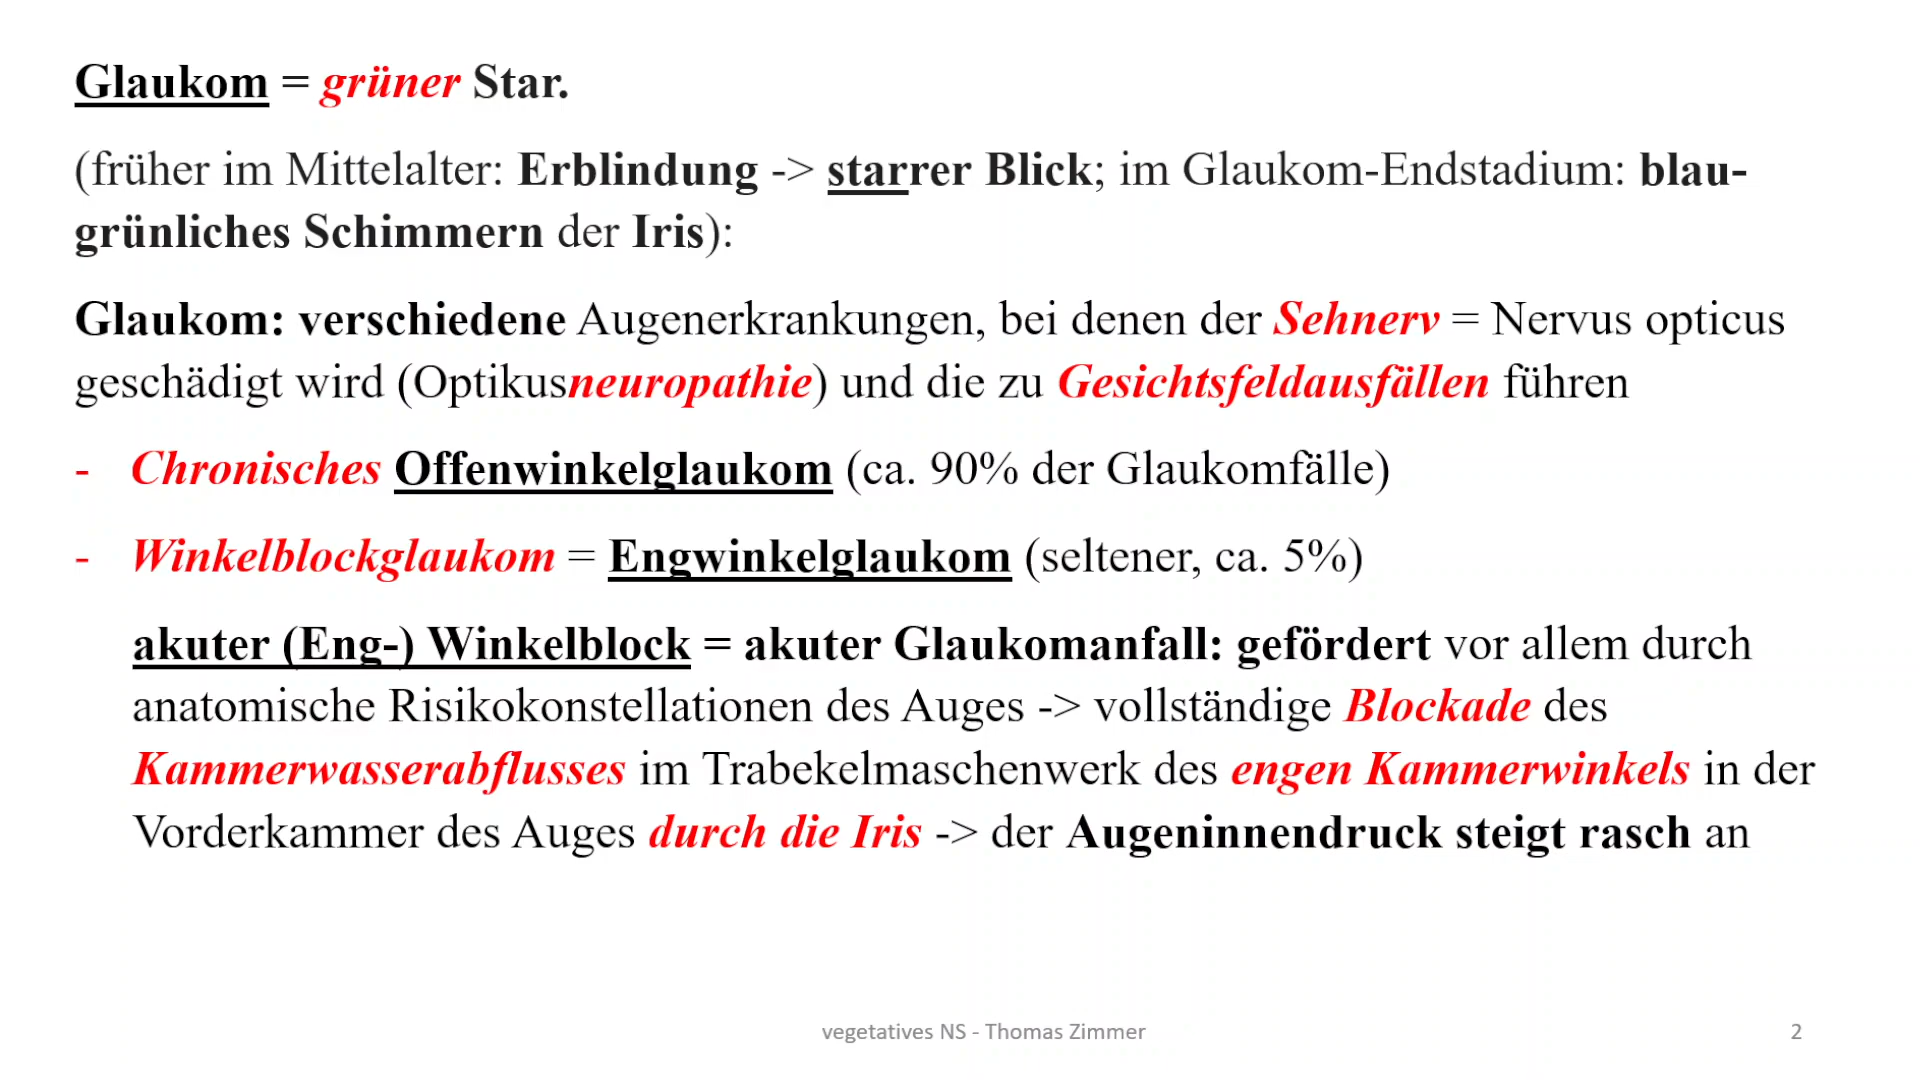 Glaukom = grüner Star.
(früher im Mittelalter: Erblindung -> starrer Blick; im Glaukom-Endstadium: blau-
grünliches Schimmern der Iris):
Glaukom: verschiedene Augenerkrankungen, bei denen der Sehnerv = Nervus opticus
geschädigt wird (Optikusneuropathie) und die zu Gesichtsfeldausfällen führen
- Chronisches Offenwinkelglaukom (ca. 90% der Glaukomfälle)
- Winkelblockglaukom = Engwinkelglaukom (seltener, ca. 5%)
akuter (Eng-) Winkelblock = akuter Glaukomanfall: gefördert vor allem durch
anatomische Risikokonstellationen des Auges -> vollständige Blockade des
Kammerwasserabflusses im Trabekelmaschenwerk des engen Kammerwinkels in der
Vorderkammer des Auges durch die Iris -> der Augeninnendruck steigt rasch an
vegetatives NS - Thomas Zimmer
2